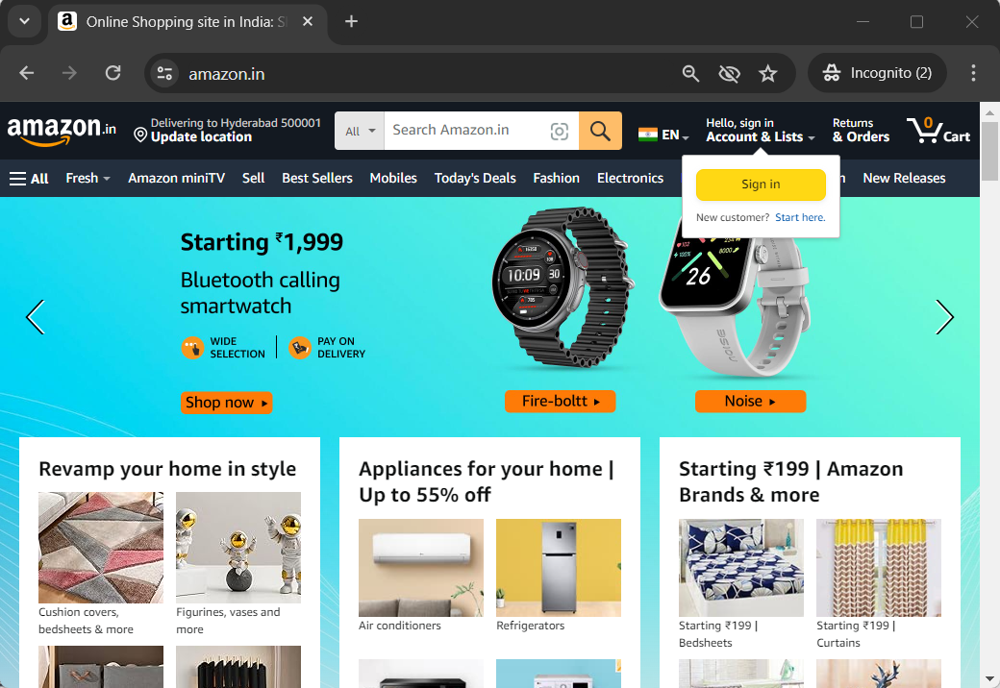 Online Shopping site in India: S
amazon.in
Incognito (2)
amazon.in
Delivering to Hyderabad 500001
Update location
All
Search Amazon.in
EN
Hello, sign in
Account & Lists
Returns
& Orders
0
Cart
All
Fresh
Amazon miniTV
Sell
Best Sellers
Mobiles
Today's Deals
Fashion
Electronics
New Releases
Sign in
New customer? Start here.
Starting ₹1,999
Bluetooth calling
smartwatch
WIDE
SELECTION
PAY ON
DELIVERY
Shop now
10:09
30
26
NOISE
Fire-boltt
Noise
Revamp your home in style
Cushion covers,
bedsheets & more
Figurines, vases and
more
Appliances for your home |
Up to 55% off
Air conditioners
Refrigerators
Starting ₹199 | Amazon
Brands & more
Starting ₹199 |
Bedsheets
Starting ₹199 |
Curtains